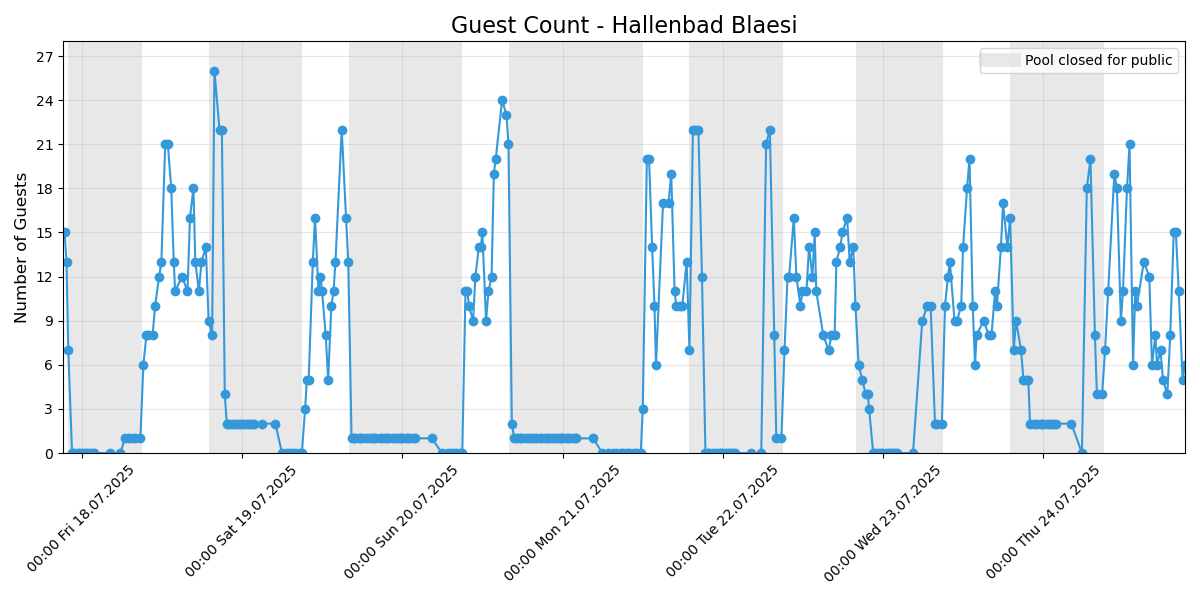 Guest Count - Hallenbad Blaesi
Pool closed for public
Number of Guests
27
24
21
18
15
12
9
6
3
0
00:00 Fri 18.07.2025
00:00 Sat 19.07.2025
00:00 Sun 20.07.2025
00:00 Mon 21.07.2025
00:00 Tue 22.07.2025
00:00 Wed 23.07.2025
00:00 Thu 24.07.2025